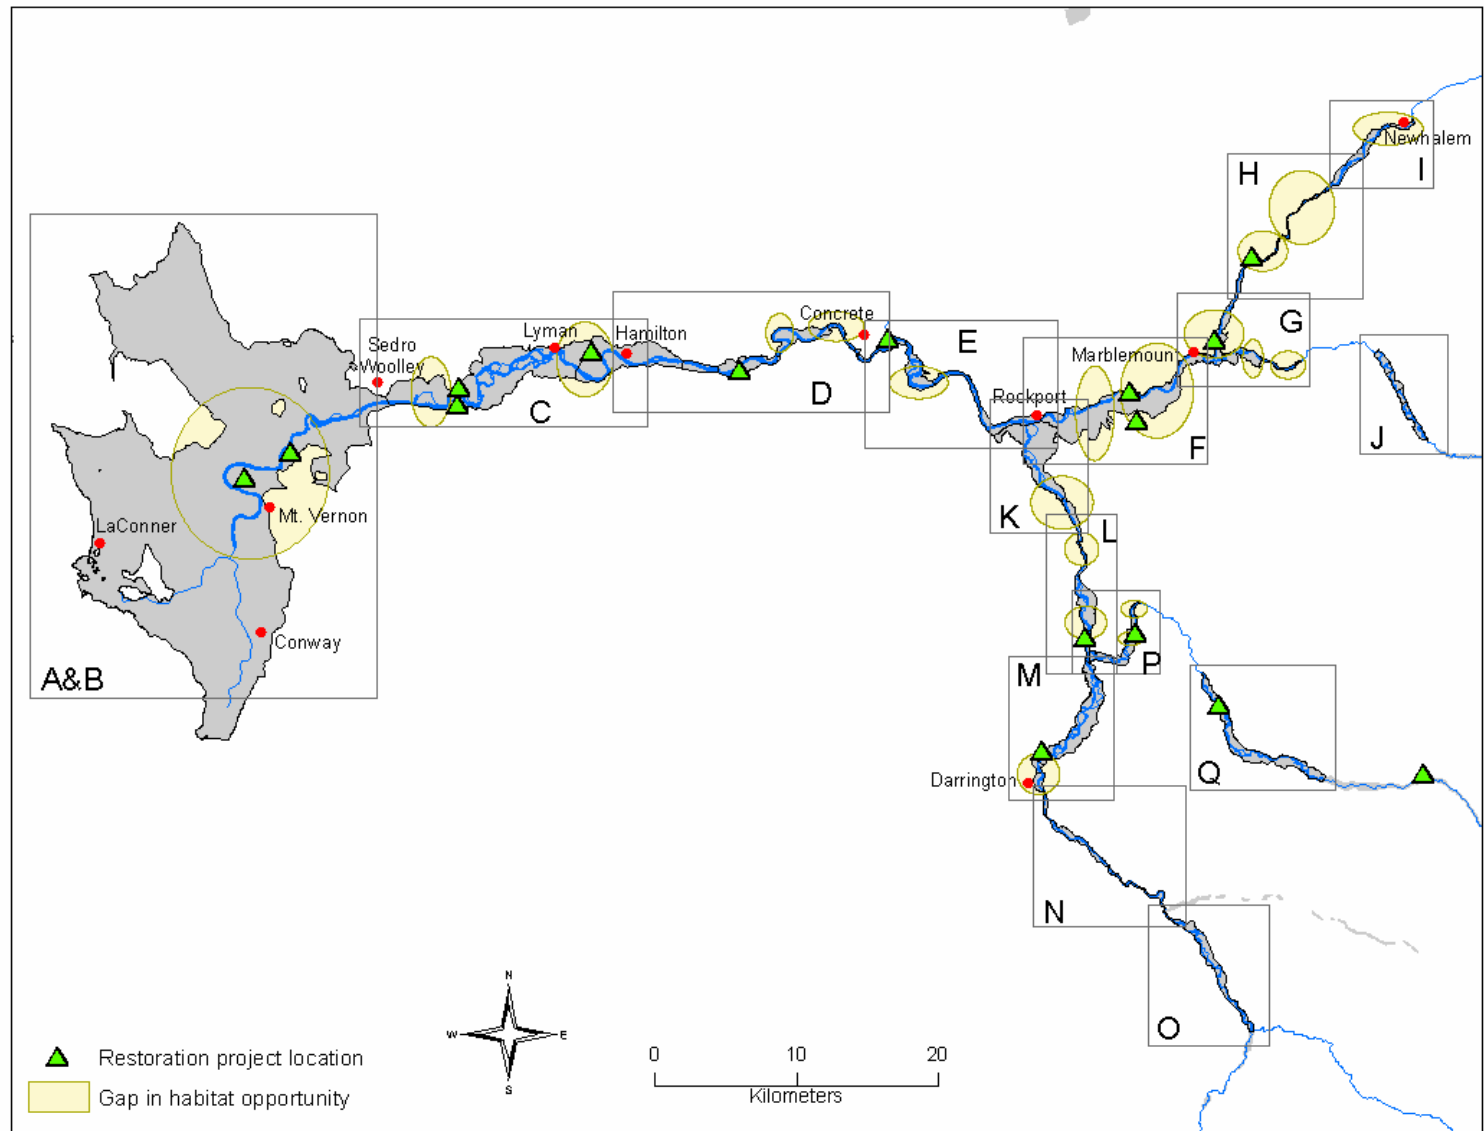 Newhalem
H
I
Concrete
Lyman
Hamilton
Sedro
Woolley
E
G
Marblemoun
J
D
C
Rockport
F
Mt. Vernon
K
L
LaConner
Conway
A&B
M
P
Darrington
Q
N
O
N
W
E
S
Restoration project location
Gap in habitat opportunity
0
10
20
Kilometers